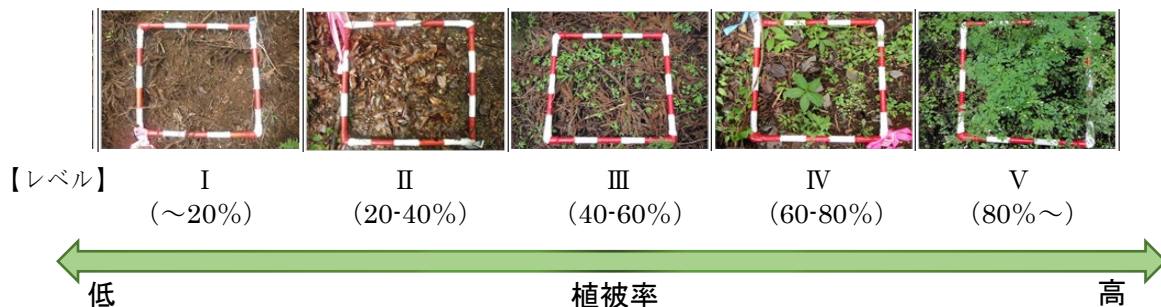 【レベル】 Ⅰ Ⅱ Ⅲ Ⅳ Ⅴ
（～20%） （20-40%） （40-60%） （60-80%） （80%～）
低 植被率 高